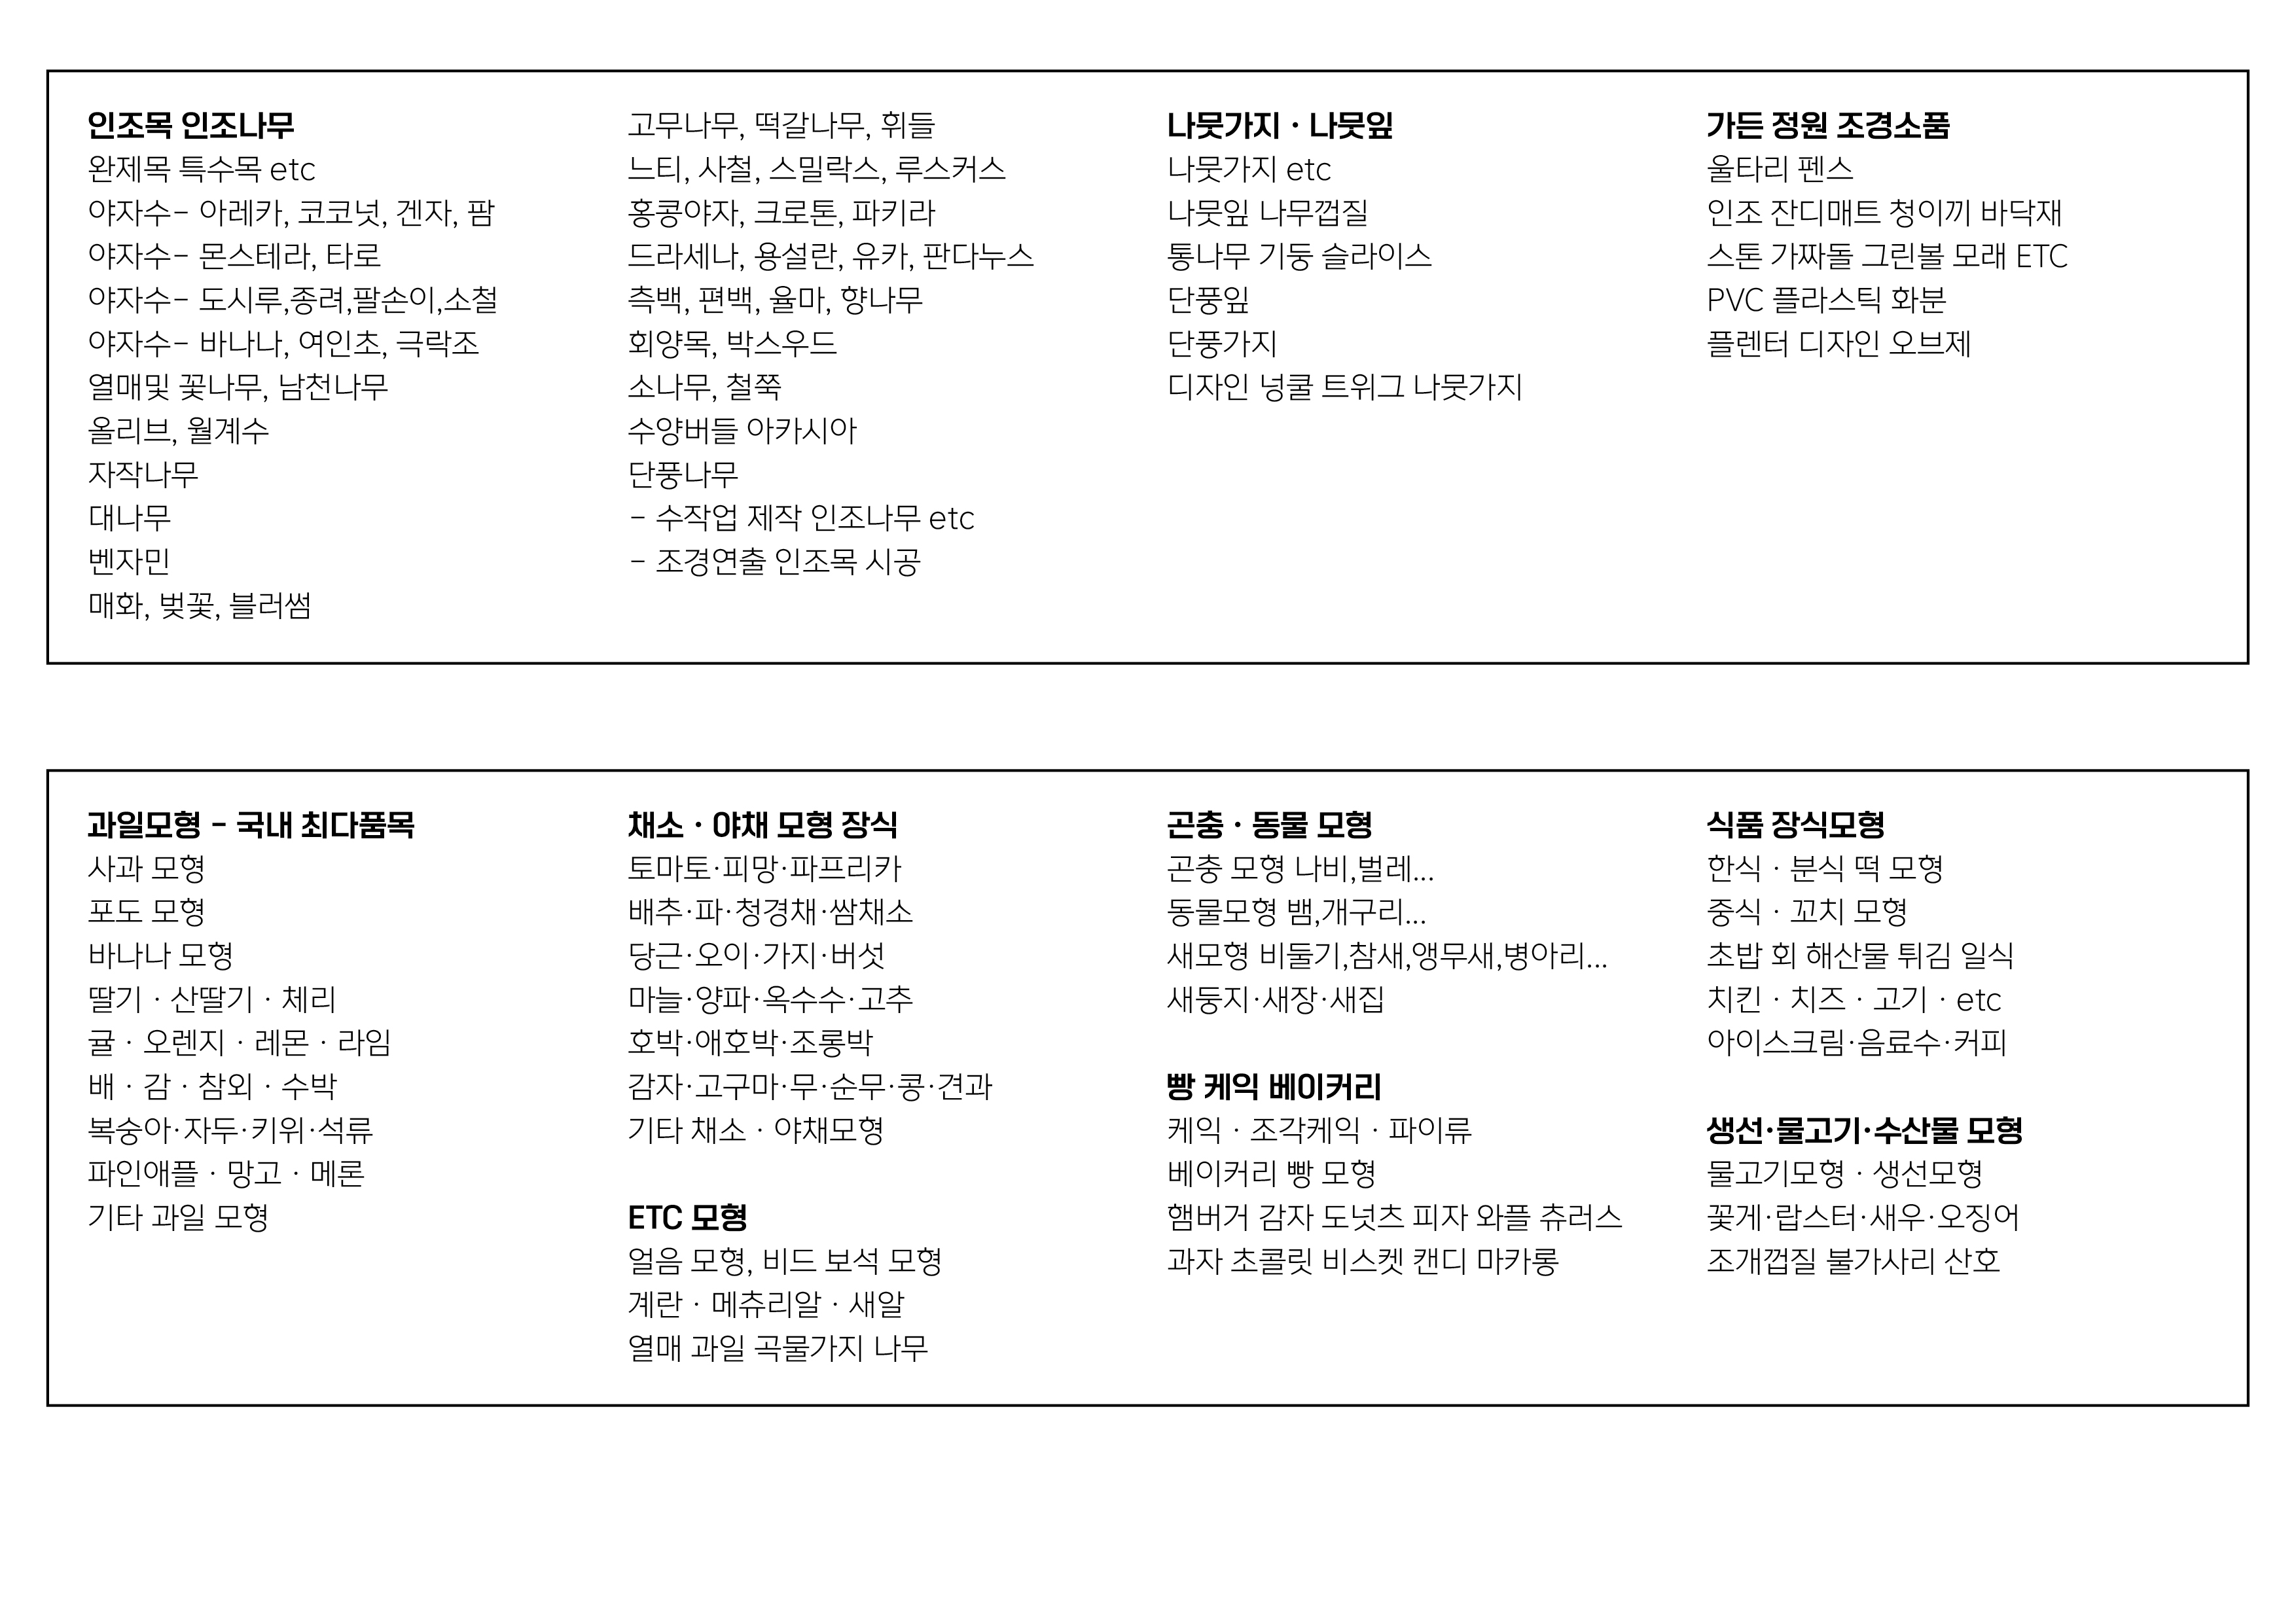 인조목 인조나무
완제목 특수목 etc
야자수- 아레카, 코코넛, 겐자, 팜
야자수- 몬스테라, 타로
야자수- 도시루,종려,팔손이,소철
야자수- 바나나, 여인초, 극락조
열매및 꽃나무, 남천나무
올리브, 월계수
자작나무
대나무
벤자민
매화, 벚꽃, 블러썸
고무나무, 떡갈나무, 휘들
느티, 사철, 스밀락스, 루스커스
홍콩야자, 크로톤, 파키라
드라세나, 용설란, 유카, 판다누스
측백, 편백, 율마, 향나무
회양목, 박스우드
소나무, 철쭉
수양버들 아카시아
단풍나무
- 수작업 제작 인조나무 etc
- 조경연출 인조목 시공
나뭇가지 · 나뭇잎
나뭇가지 etc
나뭇잎 나무껍질
통나무 기둥 슬라이스
단풍잎
단풍가지
디자인 넝쿨 트위그 나뭇가지
가든 정원 조경소품
울타리 펜스
인조 잔디매트 청이끼 바닥재
스톤 가짜돌 그린볼 모래 ETC
PVC 플라스틱 화분
플렌터 디자인 오브제
과일모형 - 국내 최다품목
사과 모형
포도 모형
바나나 모형
딸기 · 산딸기 · 체리
귤 · 오렌지 · 레몬 · 라임
배 · 감 · 참외 · 수박
복숭아·자두·키위·석류
파인애플 · 망고 · 메론
기타 과일 모형
채소 · 야채 모형 장식
토마토·피망·파프리카
배추·파·청경채·쌈채소
당근·오이·가지·버섯
마늘·양파·옥수수·고추
호박·애호박·조롱박
감자·고구마·무·순무·콩·견과
기타 채소 · 야채모형
ETC 모형
얼음 모형, 비드 보석 모형
계란 · 메츄리알 · 새알
열매 과일 곡물가지 나무
곤충 · 동물 모형
곤충 모형 나비,벌레...
동물모형 뱀,개구리...
새모형 비둘기,참새,앵무새,병아리...
새둥지·새장·새집
빵 케익 베이커리
케익 · 조각케익 · 파이류
베이커리 빵 모형
햄버거 감자 도넛츠 피자 와플 츄러스
과자 초콜릿 비스켓 캔디 마카롱
식품 장식모형
한식 · 분식 떡 모형
중식 · 꼬치 모형
초밥 회 해산물 튀김 일식
치킨 · 치즈 · 고기 · etc
아이스크림·음료수·커피
생선·물고기·수산물 모형
물고기모형 · 생선모형
꽃게·랍스터·새우·오징어
조개껍질 불가사리 산호